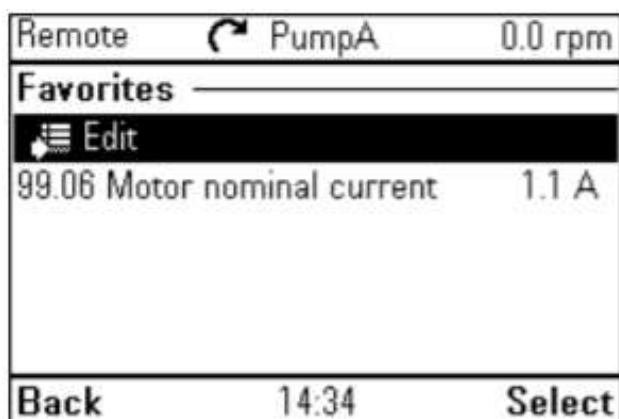 Remote PumpA 0.0 rpm
Favorites
Edit
99.06 Motor nominal current 1.1 A
Back 14:34 Select